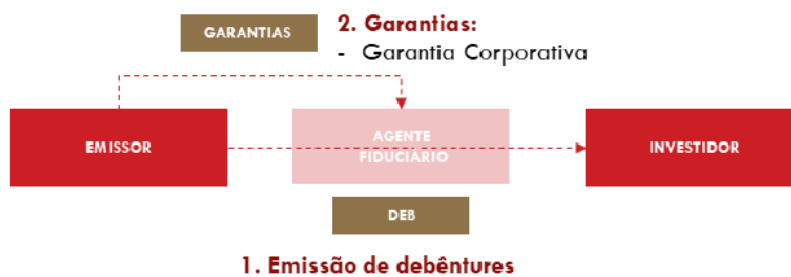 2. Garantias:
GARANTIAS
- Garantia Corporativa
EMISSOR
AGENTE
FIDUCIÁRIO
INVESTIDOR
DEB
1. Emissão de debêntures